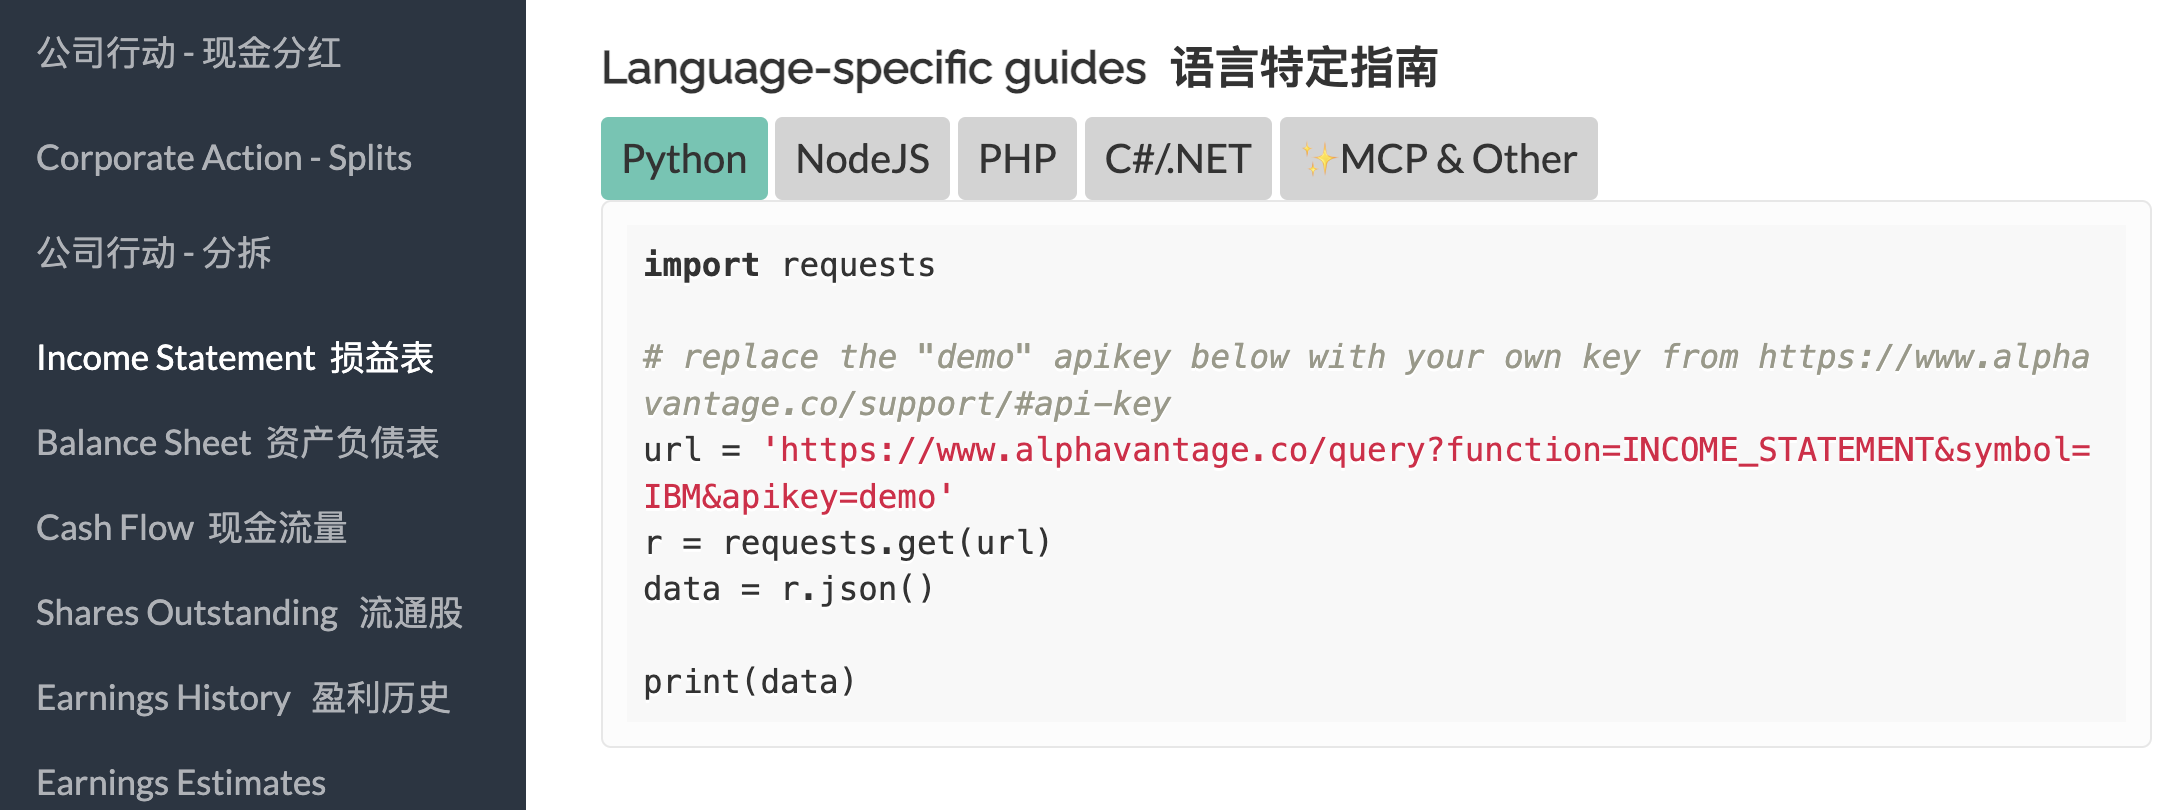 公司行动 - 现金分红
Corporate Action - Splits
公司行动 - 分拆
Income Statement 损益表
Balance Sheet 资产负债表
Cash Flow 现金流量
Shares Outstanding 流通股
Earnings History 盈利历史
Earnings Estimates
Language-specific guides 语言特定指南
Python NodeJS PHP C#/.NET ✨MCP & Other
import requests
# replace the "demo" apikey below with your own key from https://www.alpha
vantage.co/support/#api-key
url = 'https://www.alphavantage.co/query?function=INCOME_STATEMENT&symbol=
IBM&apikey=demo'
r = requests.get(url)
data = r.json()
print(data)